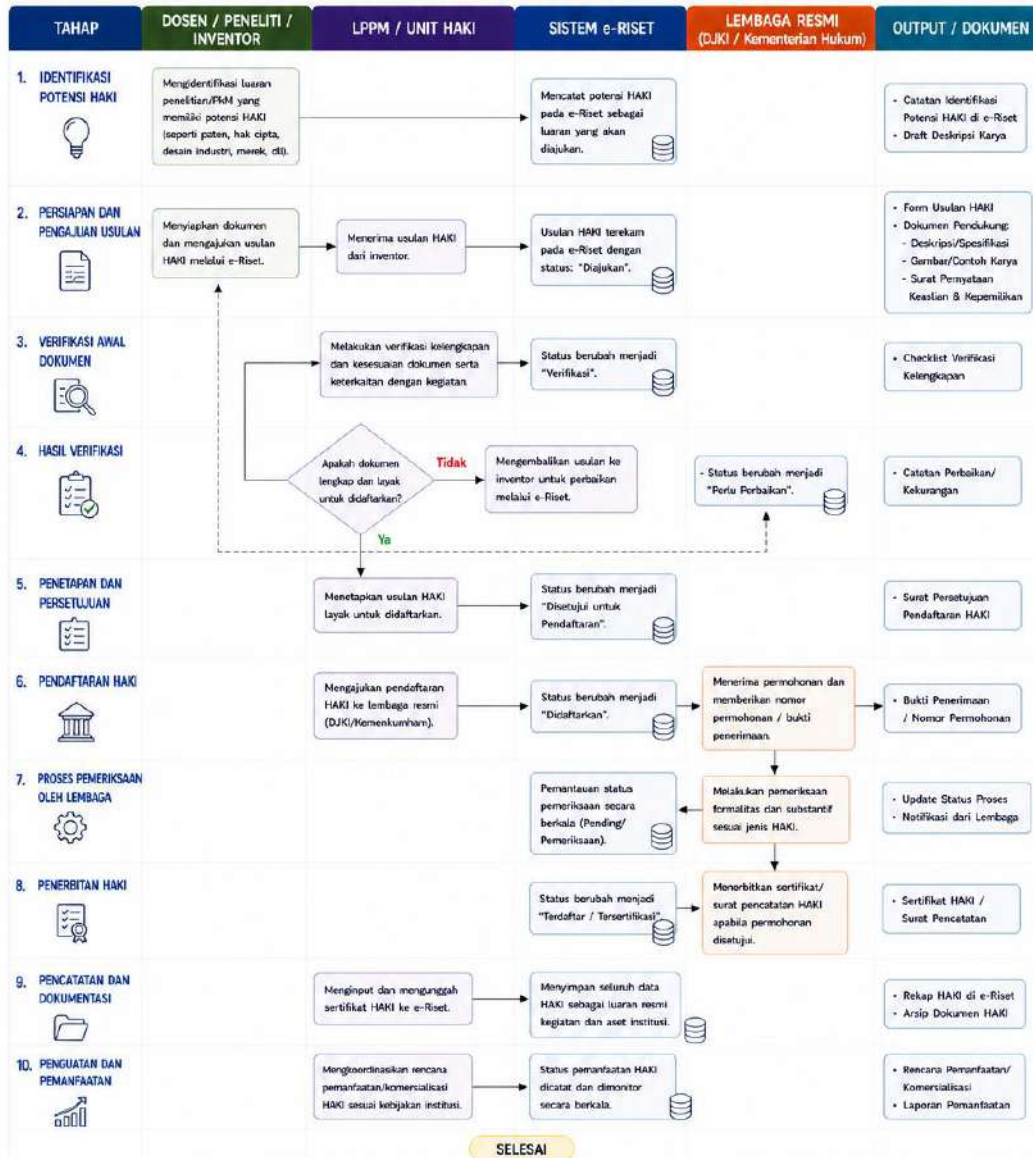 TAHAP
DOSEN / PENELITI /
INVENTOR
LPPM / UNIT HAKI
SISTEM e-RISET
LEMBAGA RESMI
(DJKI / Kementerian Hukum)
OUTPUT / DOKUMEN
1. IDENTIFIKASI
POTENSI HAKI
Mengidentifikasi luaran
penelitian/PkM yang
memiliki potensi HAKI
(seperti paten, hak cipta,
desain industri, merek, dll).
Mencatat potensi HAKI
pada e-Riset sebagai
luaran yang akan
diajukan.
• Catatan Identifikasi
Potensi HAKI di e-Riset
• Draft Deskripsi Karya
2. PERSIAPAN DAN
PENGAJUAN USULAN
Menyiapkan dokumen
dan mengajukan usulan
HAKI melalui e-Riset.
Menerima usulan HAKI
dari inventor.
Usulan HAKI terekam
pada e-Riset dengan
status: "Diajukan".
• Form Usulan HAKI
• Dokumen Pendukung:
- Deskripsi/Spesifikasi
- Gambar/Contoh Karya
- Surat Pernyataan
Keaslian & Kepemilikan
3. VERIFIKASI AWAL
DOKUMEN
Melakukan verifikasi kelengkapan
dan kesesuaian dokumen serta
keterkaitan dengan kegiatan.
Status berubah menjadi
"Verifikasi".
• Checklist Verifikasi
Kelengkapan
4. HASIL VERIFIKASI
Apakah dokumen
lengkap dan layak
untuk didaftarkan?
Tidak
Ya
Mengembalikan usulan ke
inventor untuk perbaikan
melalui e-Riset.
- Status berubah menjadi
"Perlu Perbaikan".
• Catatan Perbaikan/
Kekurangan
5. PENETAPAN DAN
PERSETUJUAN
Menetapkan usulan HAKI
layak untuk didaftarkan.
Status berubah menjadi
"Disetujui untuk
Pendaftaran".
• Surat Persetujuan
Pendaftaran HAKI
6. PENDAFTARAN HAKI
Mengajukan pendaftaran
HAKI ke lembaga resmi
(DJKI/Kemenkumham).
Status berubah menjadi
"Didaftarkan".
Menerima permohonan dan
memberikan nomor
permohonan / bukti
penerimaan.
• Bukti Penerimaan
/ Nomor Permohonan
7. PROSES PEMERIKSAAN
OLEH LEMBAGA
Pemantauan status
pemeriksaan secara
berkala (Pending/
Pemeriksaan).
Melakukan pemeriksaan
formalitas dan substantif
sesuai jenis HAKI.
• Update Status Proses
• Notifikasi dari Lembaga
8. PENERBITAN HAKI
Status berubah menjadi
"Terdaftar / Tersertifikasi".
Menerbitkan sertifikat/
surat pencatatan HAKI
apabila permohonan
disetujui.
• Sertifikat HAKI /
Surat Pencatatan
9. PENCATATAN DAN
DOKUMENTASI
Menginput dan mengunggah
sertifikat HAKI ke e-Riset.
Menyimpan seluruh data
HAKI sebagai luaran resmi
kegiatan dan aset institusi.
• Rekap HAKI di e-Riset
• Arsip Dokumen HAKI
10. PENGUATAN DAN
PEMANFAATAN
Mengkoordinasikan rencana
pemanfaatan/komersialisasi
HAKI sesuai kebijakan institusi.
Status pemanfaatan HAKI
dicatat dan dimonitor
secara berkala.
• Rencana Pemanfaatan/
Komersialisasi
• Laporan Pemanfaatan
SELESAI